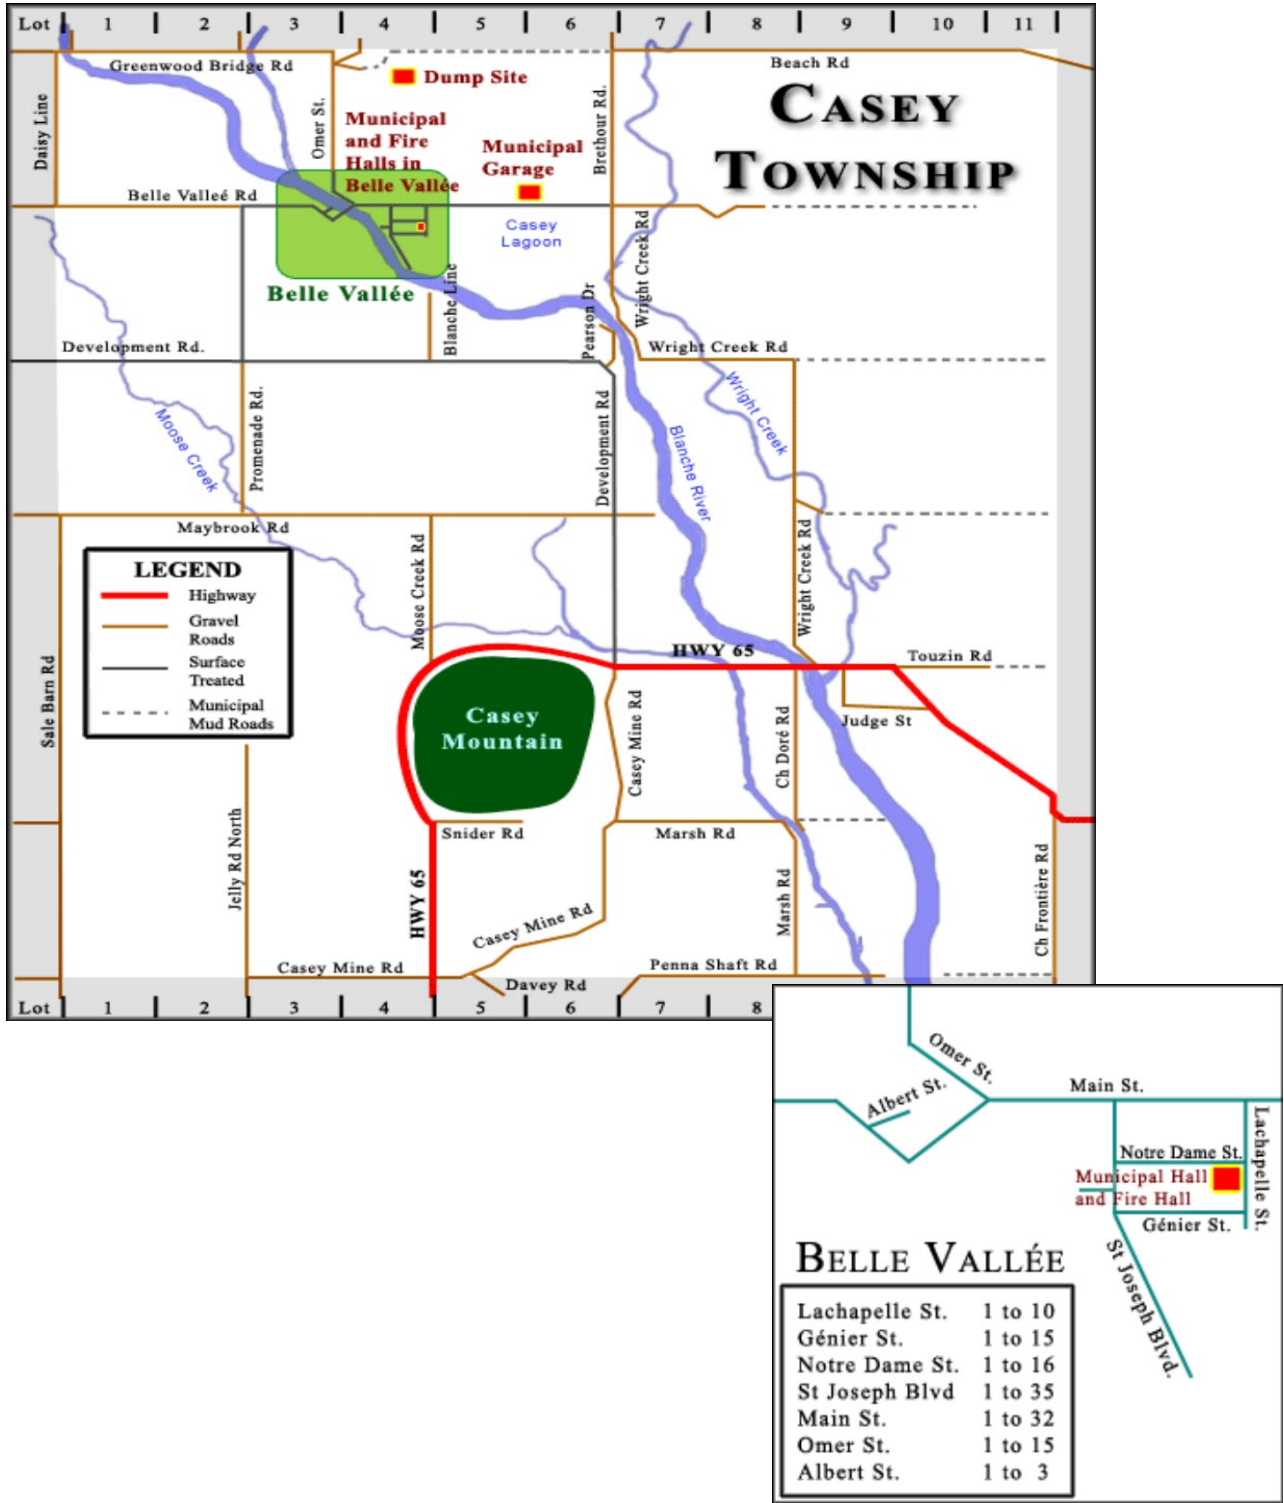 Lot 1 2 3 4 5 6 7 8 9 10 11
Greenwood Bridge Rd
Beach Rd
Dump Site
CASEY
TOWNSHIP
Daisy Line
Omer St.
Municipal
and Fire
Halls in
Belle Vallée
Municipal
Garage
Brethour Rd.
Belle Valleé Rd
Casey
Lagoon
Wright Creek Rd
Belle Vallée
Blanche Line
Pearson Dr
Development Rd.
Wright Creek Rd
Moose Creek
Promenade Rd.
Development Rd
Blanche River
Wright Creek
Maybrook Rd
Moose Creek Rd
Wright Creek Rd
LEGEND
Highway
Gravel
Roads
Surface
Treated
Municipal
Mud Roads
Sale Barn Rd
HWY 65
Touzin Rd
Casey
Mountain
Casey Mine Rd
Ch Doré Rd
Judge St
Jelly Rd North
Snider Rd
Marsh Rd
HWY 65
Casey Mine Rd
Marsh Rd
Ch Frontière Rd
Casey Mine Rd
Davey Rd
Penna Shaft Rd
Lot 1 2 3 4 5 6 7 8
Omer St.
Albert St.
Main St.
Notre Dame St.
Lachapelle St.
Municipal Hall
and Fire Hall
Génier St.
St Joseph Blvd.
BELLE VALLÉE
Lachapelle St. 1 to 10
Génier St. 1 to 15
Notre Dame St. 1 to 16
St Joseph Blvd 1 to 35
Main St. 1 to 32
Omer St. 1 to 15
Albert St. 1 to 3